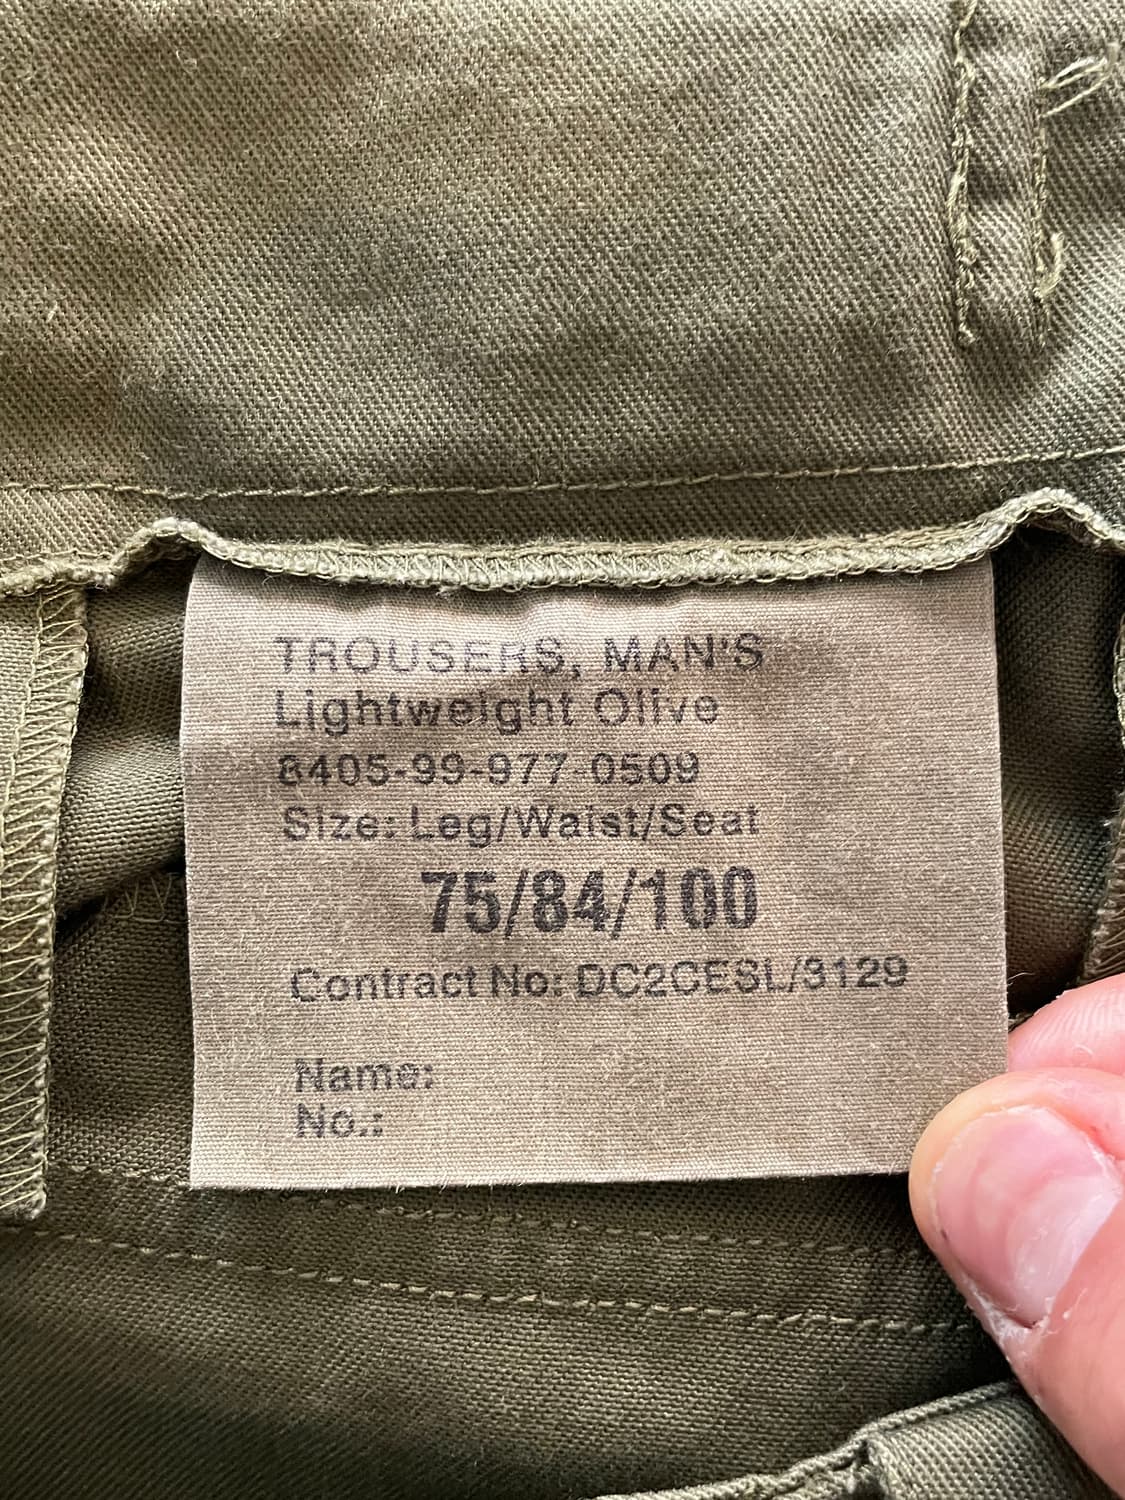 TROUSERS, MAN'S
Lightweight Olive
8405-99-977-0509
Size: Leg/Waist/Seat
75/84/100
Contract No: DC2CESL/3129
Name:
No.: